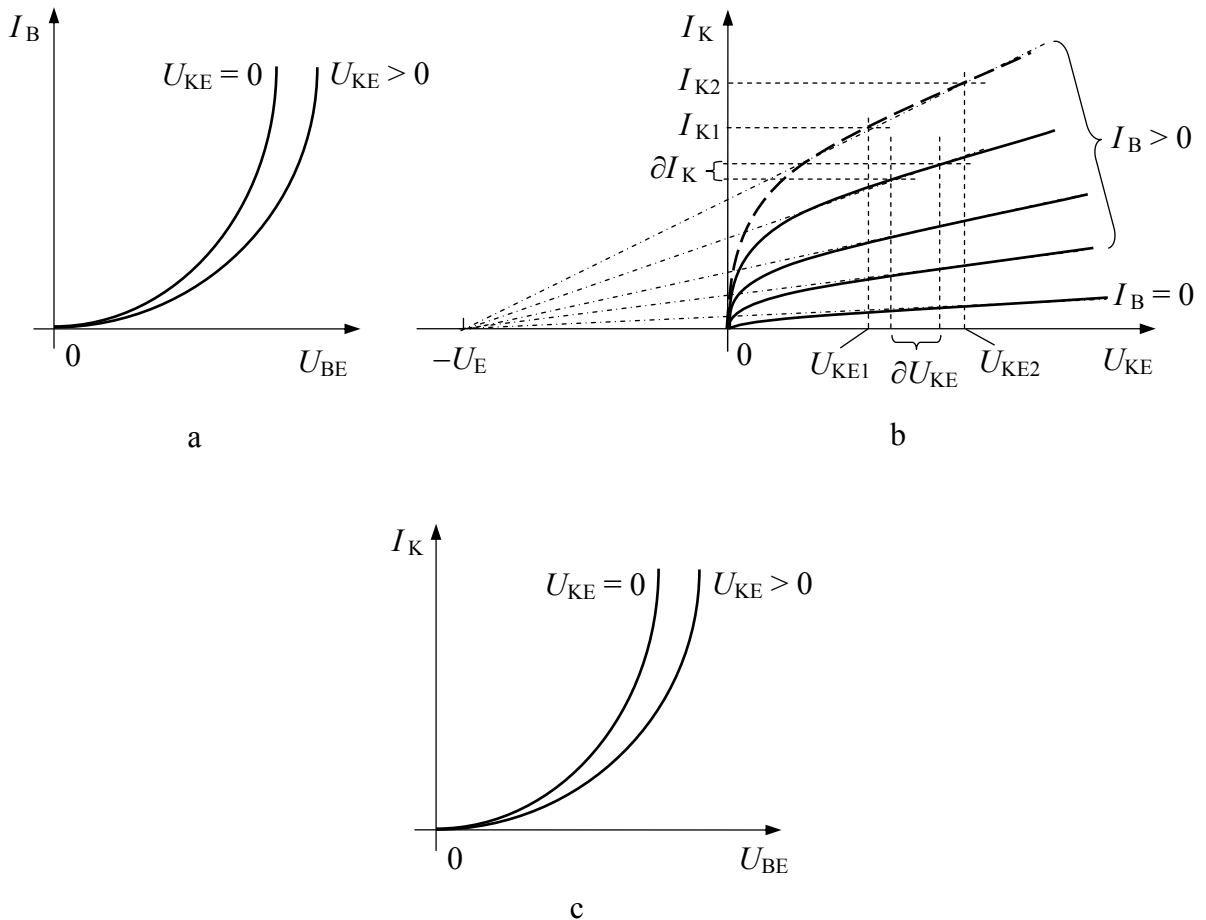 I_B
U_KE = 0
U_KE > 0
0
U_BE
a
I_K
I_K2
I_K1
∂I_K
I_B > 0
I_B = 0
−U_E
0
U_KE1
∂U_KE
U_KE2
U_KE
b
I_K
U_KE = 0
U_KE > 0
0
U_BE
c